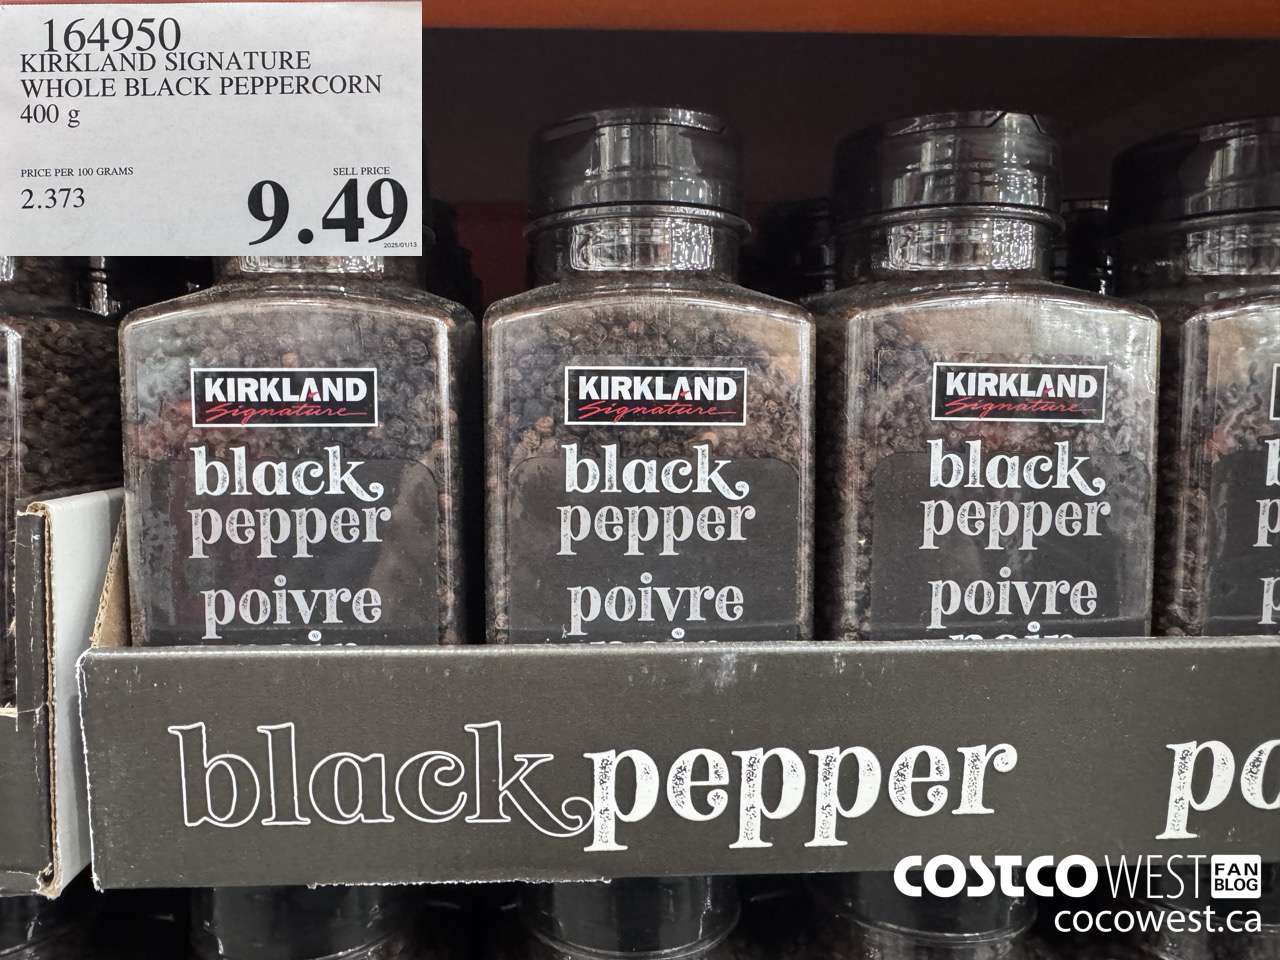 164950
KIRKLAND SIGNATURE
WHOLE BLACK PEPPERCORN
400 g
PRICE PER 100 GRAMS
2.373
SELL PRICE
9.49
2025/01/13
KIRKLAND
Signature
black
pepper
poivre
KIRKLAND
Signature
black
pepper
poivre
KIRKLAND
Signature
black
pepper
poivre
noir
black pepper
COSTCO WEST FAN BLOG
cocowest.ca